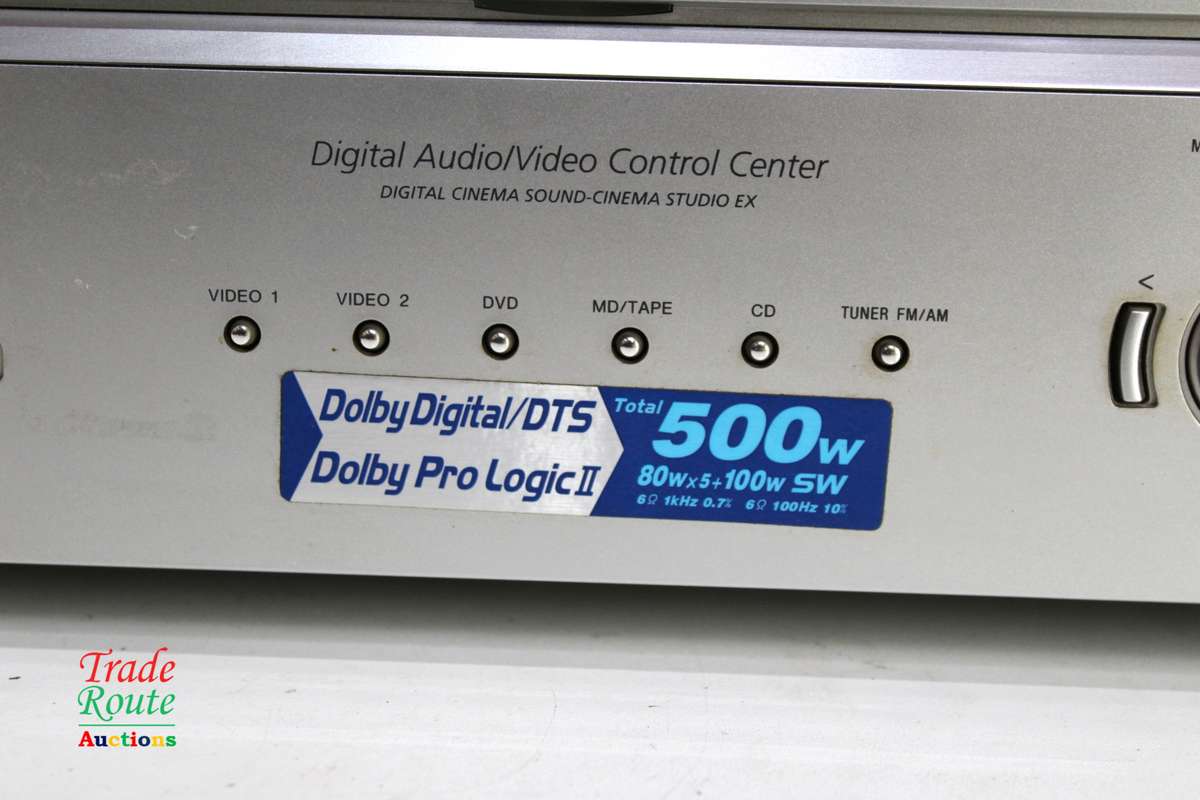 M
Digital Audio/Video Control Center
DIGITAL CINEMA SOUND-CINEMA STUDIO EX
<
VIDEO 1 VIDEO 2 DVD MD/TAPE CD TUNER FM/AM
Dolby Digital/DTS
Dolby Pro Logic II
Total 500W
80W×5+100W SW
6Ω 1kHz 0.7% 6Ω 100Hz 10%
Trade
Route
Auctions